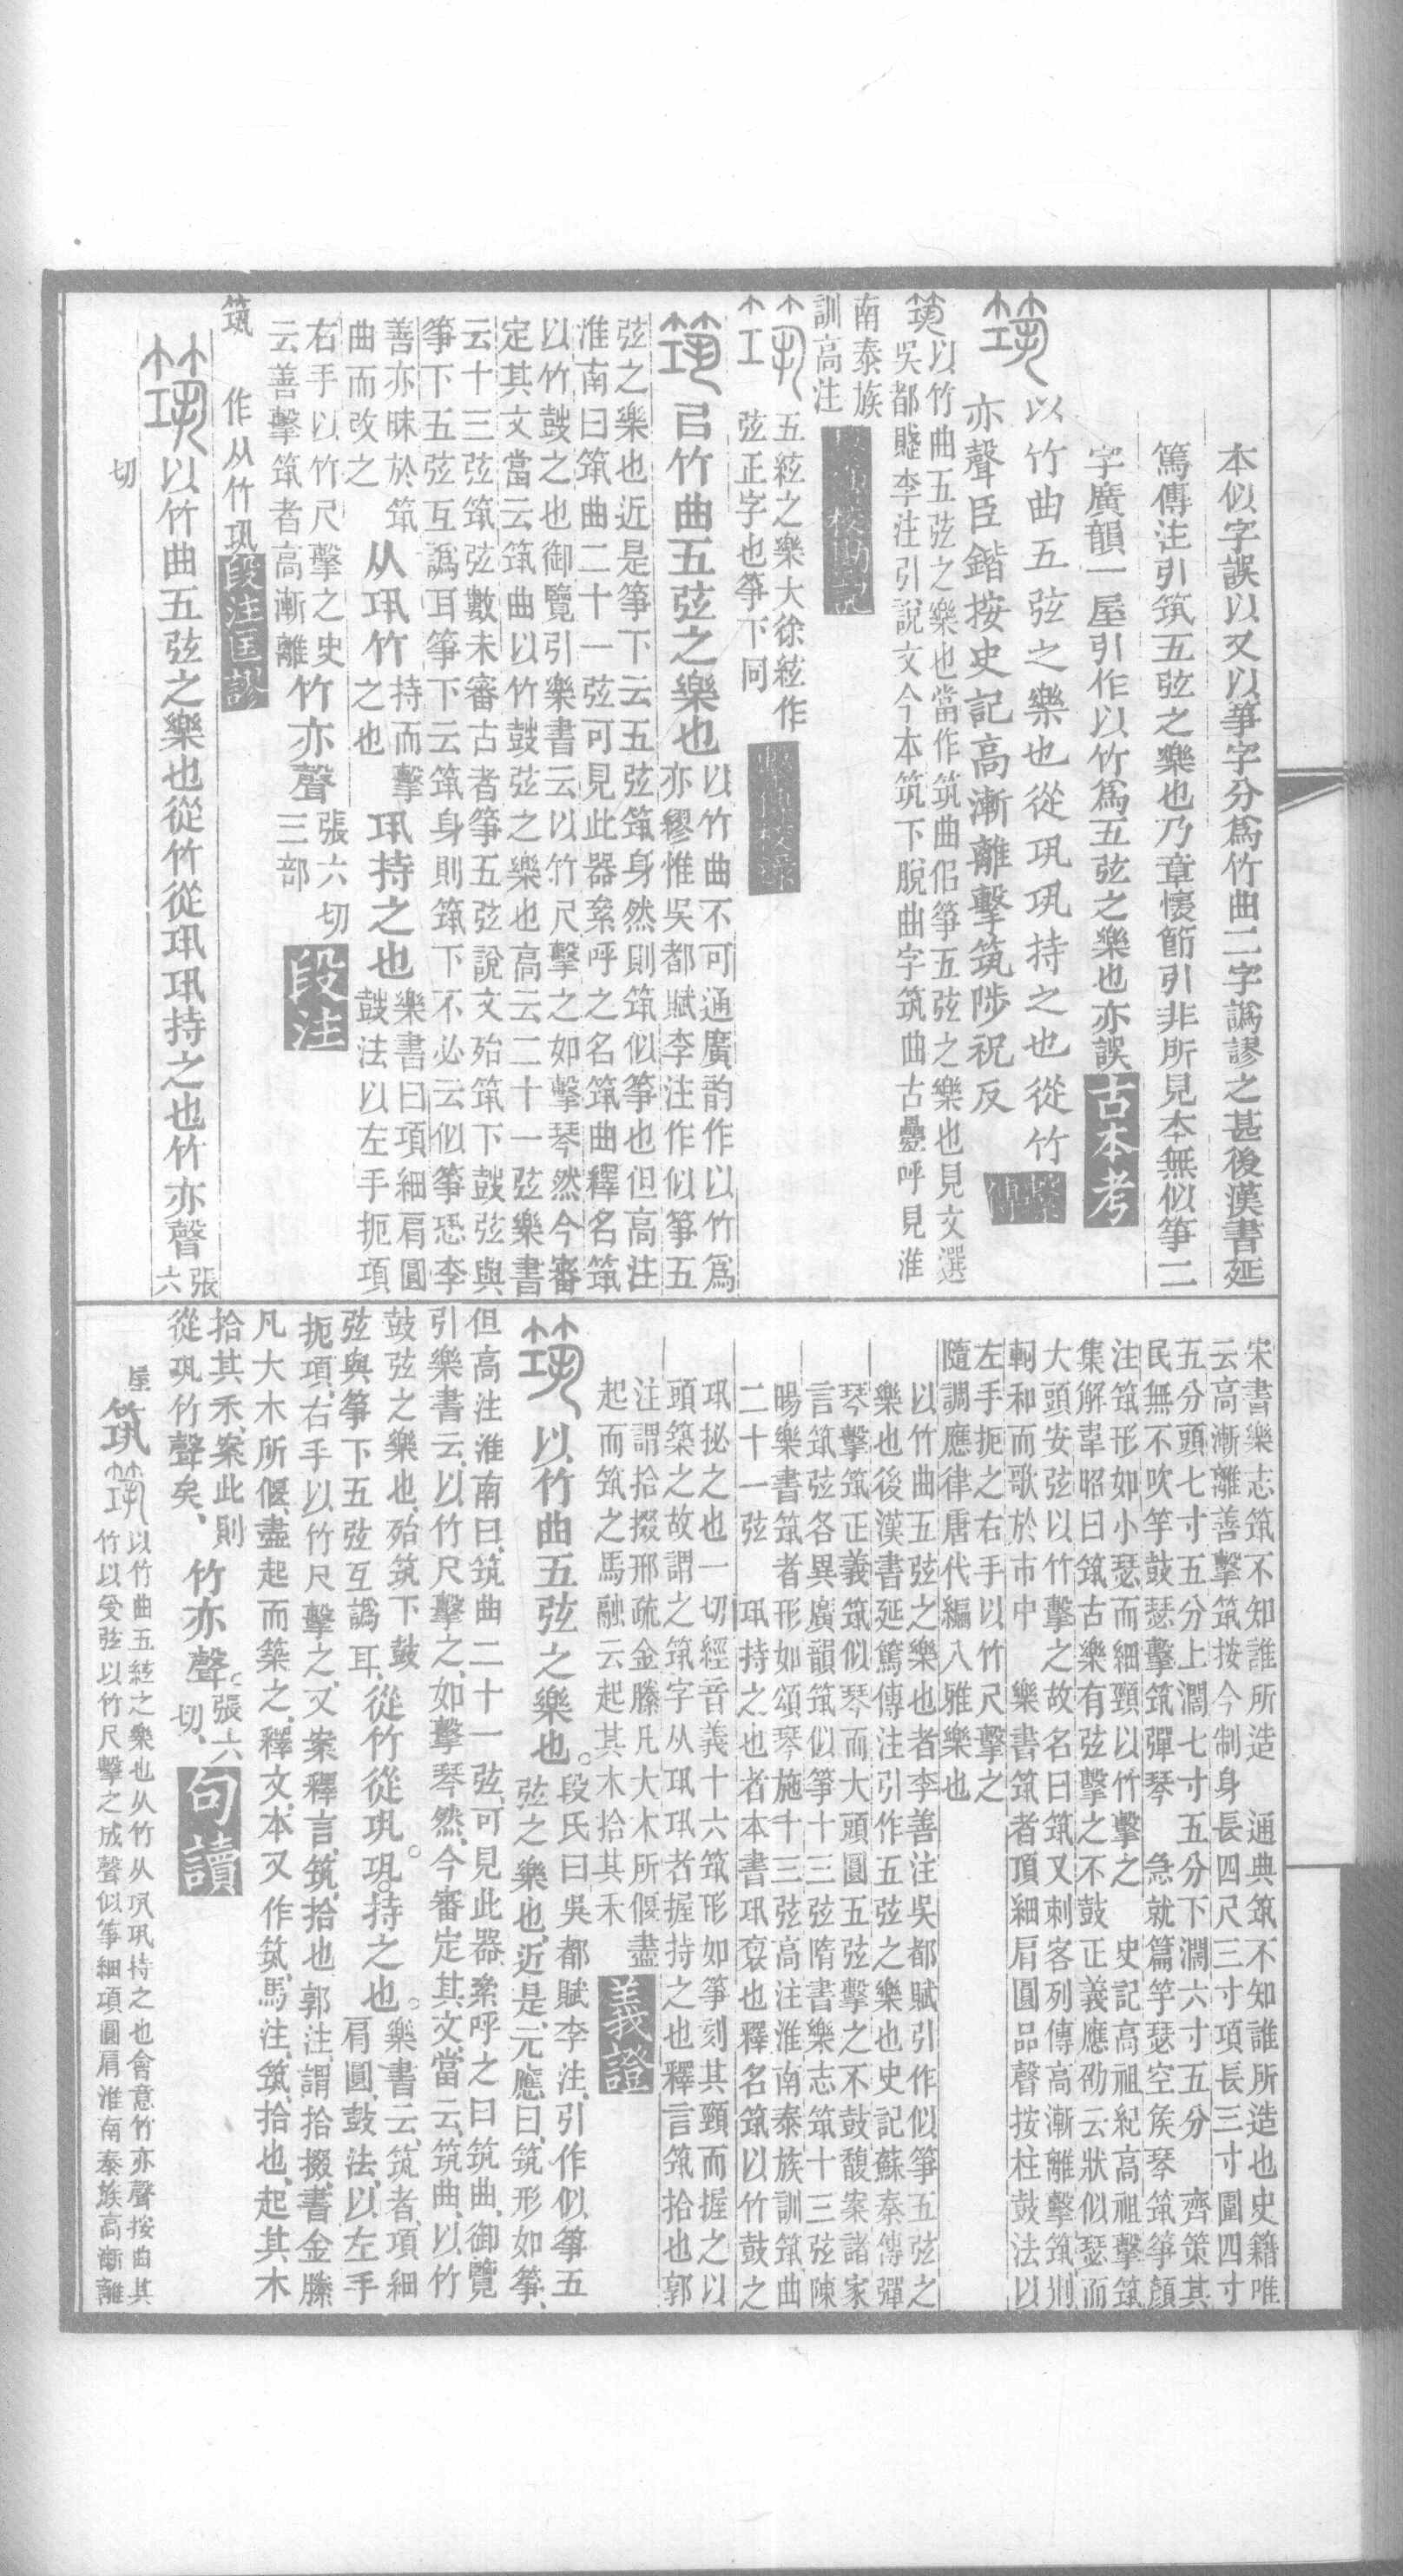 本似字誤以又以箏字分爲竹曲二字譌謬之甚後漢書延
篤傳注引筑五弦之樂也乃章懷節引非所見本無似箏二
字廣韻一屋引作以竹爲五弦之樂也亦誤古本考
以竹曲五弦之樂也從巩巩持之也從竹
亦聲臣鍇按史記高漸離擊筑陟祝反繫傳
以竹曲五弦之樂也當作筑曲佀箏五弦之樂也見文選
吳都賦李注引說文今本筑下脫曲字筑曲古疊呼見淮
南泰族
訓高注
五絃之樂大徐絃作
弦正字也箏下同
㠯竹曲五弦之樂也以竹曲不可通廣韵作以竹爲
亦繆惟吳都賦李注作似箏五
弦之樂也近是箏下云五弦筑身然則筑似箏也但高注
淮南曰筑曲二十一弦可見此器桼呼之名筑曲釋名筑
以竹鼓之也御覽引樂書云以竹尺擊之如擊琴然今審
定其文當云筑曲以竹鼓弦之樂也高云二十一弦樂書
云十三弦筑弦數未審古者箏五弦說文殆筑下鼓弦與
箏下五弦互譌耳箏下云筑身則筑下不必云似箏恐李
善亦昧於筑
曲而改之
从巩竹持而擊
之也巩持之也樂書曰項細肩圓
鼓法以左手扼項
右手以竹尺擊之史
云善擊筑者高漸離竹亦聲張六切
三部段注
筑 作从竹巩段注匡謬
以竹曲五弦之樂也從竹從巩巩持之也竹亦聲張六
切
宋書樂志筑不知誰所造 通典筑不知誰所造也史籍唯
云高漸離善擊筑按今制身長四尺三寸項長三寸圍四寸
五分頭七寸五分上濶七寸五分下濶六寸五分 齊策其
民無不吹竽鼓瑟擊筑彈琴 急就篇竽瑟空侯琴筑箏顏
注筑形如小瑟而細頸以竹擊之 史記高祖紀高祖擊筑
集解韋昭曰筑古樂有弦擊之不鼓 正義應劭云狀似瑟而
大頭安弦以竹擊之故名曰筑又刺客列傳高漸離擊筑荆
軻和而歌於市中 樂書筑者項細肩圓品聲按柱鼓法以
左手扼之右手以竹尺擊之
隨調應律唐代編入雅樂也
以竹曲五弦之樂也者李善注吳都賦引作似箏五弦之
樂也後漢書延篤傳注引作五弦之樂也史記蘇秦傳彈
琴擊筑正義筑似琴而大頭圓五弦擊之不鼓馥案諸家
言筑弦各異廣韻筑似箏十三弦隋書樂志筑十三弦陳
暘樂書筑者形如頌琴施十三弦高注淮南泰族訓筑曲
二十一弦 巩持之也者本書巩褱也釋名筑以竹鼓之
巩拯之也一切經音義十六筑形如箏刻其頸而握之以
頭築之故謂之筑字从巩巩者握持之也釋言筑拾也郭
注謂拾掇邢疏金縢凡大木所偃盡
起而筑之馬融云起其木拾其禾義證
以竹曲五弦之樂也。段氏曰吳都賦李注引作似箏五
弦之樂也近是元應曰筑形如箏
但高注淮南曰筑曲二十一弦可見此器桼呼之曰筑曲御覽
引樂書云以竹尺擊之如擊琴然今審定其文當云筑曲以竹
鼓弦之樂也殆筑下鼓
弦與箏下五弦互譌耳從竹從巩。巩持之也。樂書云筑者項細
肩圓鼓法以左手
扼項右手以竹尺擊之又案釋言筑拾也郭注謂拾掇書金縢
凡大木所偃盡起而築之釋文本又作筑馬注筑拾也起其木
拾其禾案此則
從巩竹聲矣竹亦聲。張六
切句讀
屋 筑以竹曲五絃之樂也从竹从巩巩持之也會意竹亦聲按曲其
竹以受弦以竹尺擊之成聲似箏細項圓肩淮南泰族高漸離